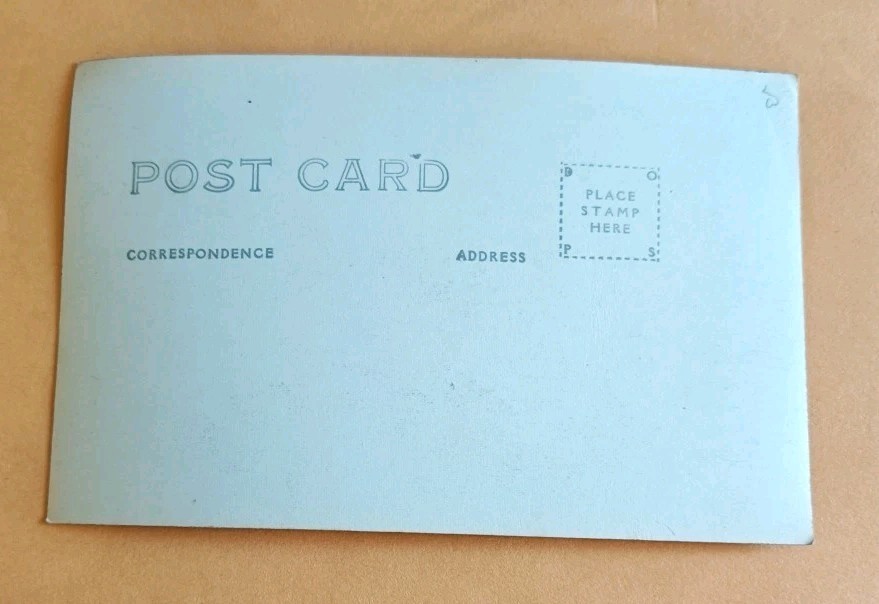 POST CARD
CORRESPONDENCE
ADDRESS
D O
PLACE
STAMP
HERE
P S